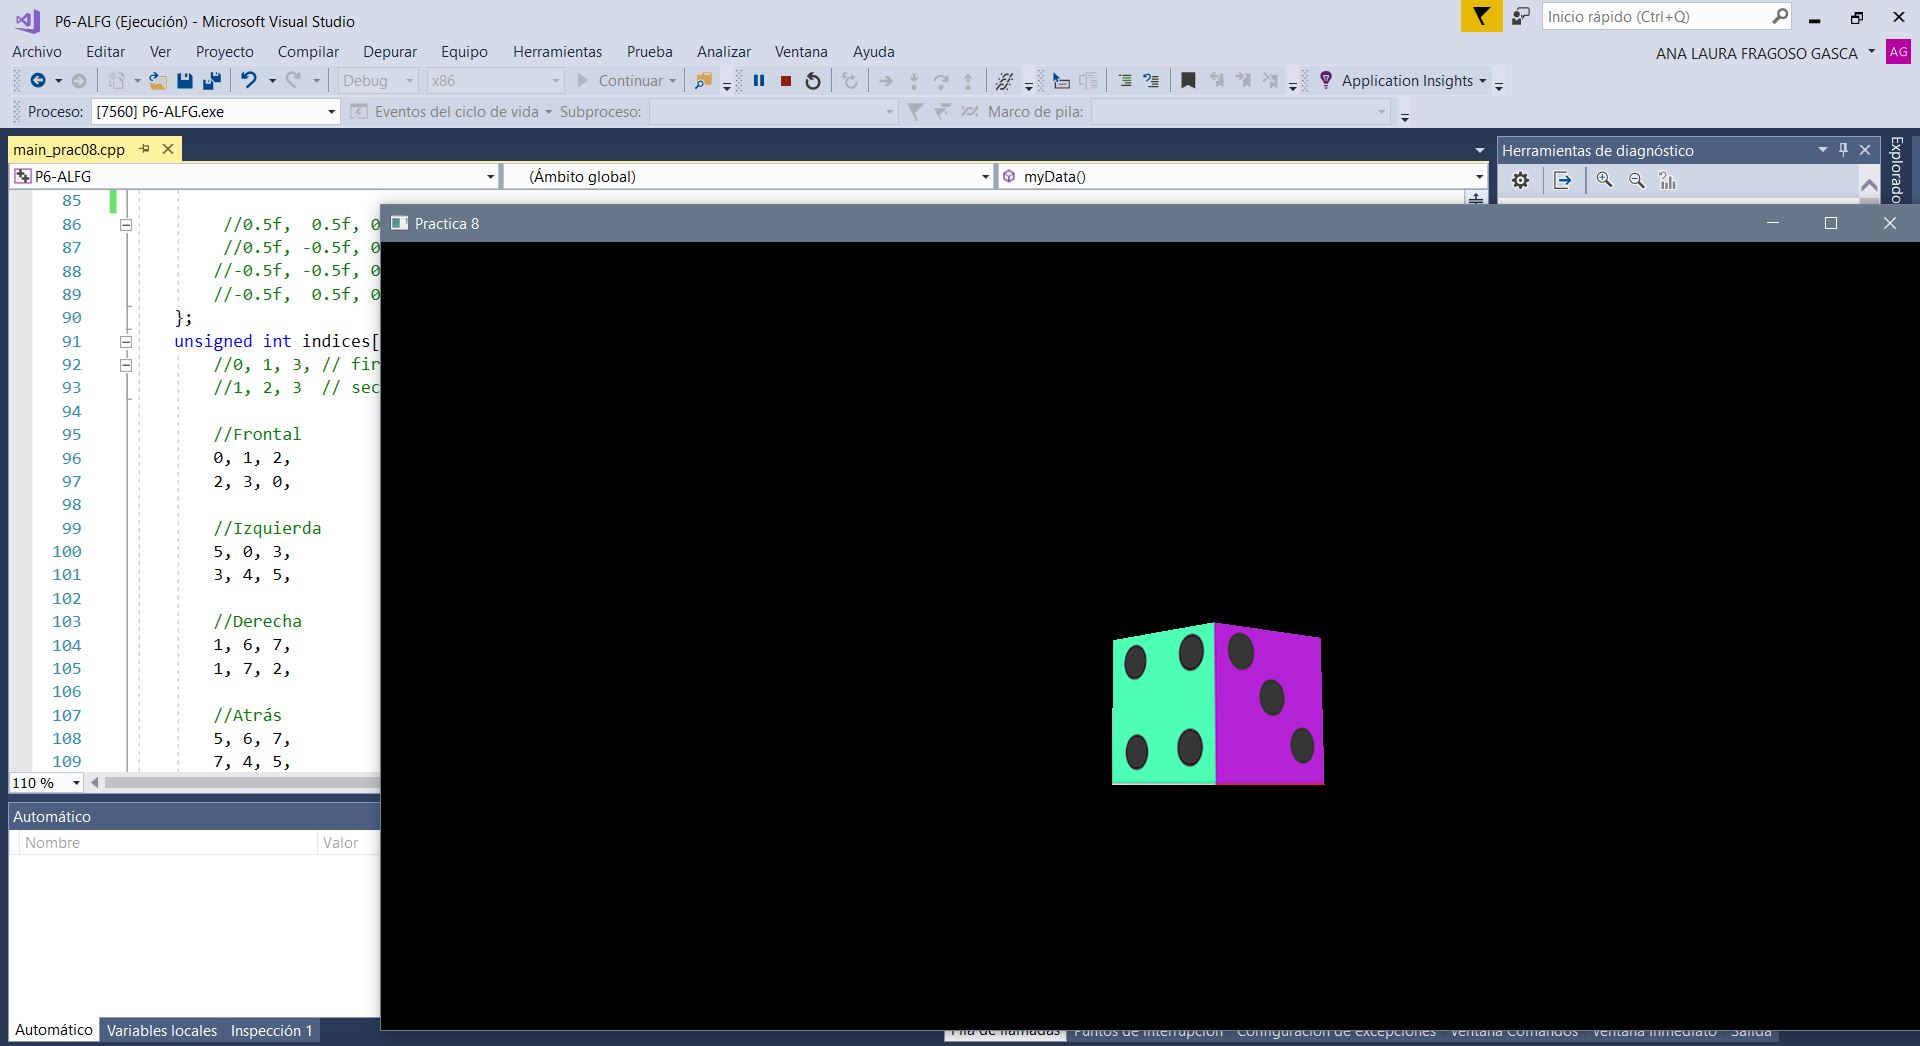 P6-ALFG (Ejecución) - Microsoft Visual Studio
Inicio rápido (Ctrl+Q)
Archivo Editar Ver Proyecto Compilar Depurar Equipo Herramientas Prueba Analizar Ventana Ayuda
ANA LAURA FRAGOSO GASCA AG
Debug x86 Continuar Application Insights
Proceso: [7560] P6-ALFG.exe Eventos del ciclo de vida Subproceso: Marco de pila:
main_prac08.cpp
Herramientas de diagnóstico
Explorado
P6-ALFG (Ámbito global) myData()
85
Practica 8
86 //0.5f, 0.5f, 0
87 //0.5f, -0.5f, 0
88 //-0.5f, -0.5f, 0
89 //-0.5f, 0.5f, 0
90 };
91 unsigned int indices[
92 //0, 1, 3, // fir
93 //1, 2, 3 // sec
94
95 //Frontal
96 0, 1, 2,
97 2, 3, 0,
98
99 //Izquierda
100 5, 0, 3,
101 3, 4, 5,
102
103 //Derecha
104 1, 6, 7,
105 1, 7, 2,
106
107 //Atrás
108 5, 6, 7,
109 7, 4, 5,
110 %
Automático
Nombre Valor
Automático Variables locales Inspección 1
Pila de llamadas Puntos de interrupción Configuración de excepciones Ventana Comandos Ventana Inmediato Salida